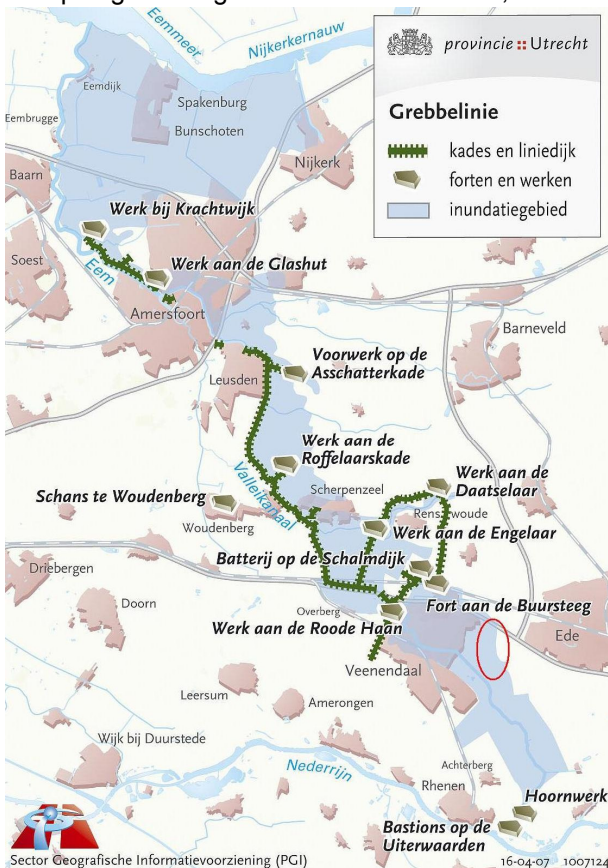 Eemmeer
Nijkerkernauw
provincie :: Utrecht
Grebbelinie
kades en liniedijk
forten en werken
inundatiegebied
Eemdijk
Spakenburg
Bunschoten
Eembrugge
Nijkerk
Baarn
Werk bij Krachtwijk
Soest
Eem
Werk aan de Glashut
Amersfoort
Barneveld
Voorwerk op de
Asschatterkade
Leusden
Werk aan de
Roffelaarskade
Valleikanaal
Werk aan de
Daatselaar
Schans te Woudenberg
Scherpenzeel
Woudenberg
Werk aan de Engelaar
Batterij op de Schalmdijk
Driebergen
Doorn
Overberg
Fort aan de Buursteeg
Werk aan de Roode Haan
Ede
Veenendaal
Leersum
Amerongen
Wijk bij Duurstede
Nederrijn
Achterberg
Rhenen
Hoornwerk
Bastions op de
Uiterwaarden
Sector Geografische Informatievoorziening (PGI)
16-04-07 1007124